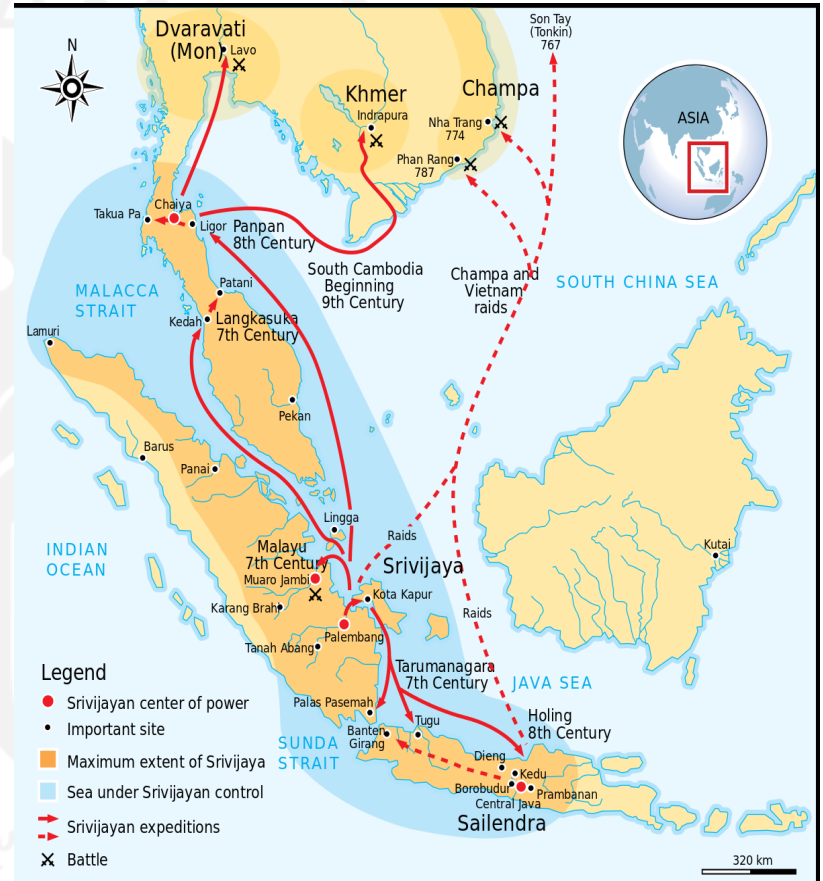 Son Tay
(Tonkin)
767
N
Dvaravati
(Mon)
Lavo
Khmer
Indrapura
Champa
Nha Trang
774
Phan Rang
787
ASIA
Chaiya
Takua Pa
Ligor
Panpan
8th Century
South Cambodia
Beginning
9th Century
Champa and
Vietnam
raids
SOUTH CHINA SEA
MALACCA
STRAIT
Patani
Kedah
Langkasuka
7th Century
Lamuri
Pekan
Barus
Panai
Lingga
Raids
INDIAN
OCEAN
Malayu
7th Century
Muaro Jambi
Srivijaya
Kota Kapur
Kutai
Karang Brahi
Palembang
Tanah Abang
Raids
Tarumanagara
7th Century
JAVA SEA
Palas Pasemah
Tugu
Holing
8th Century
Banten
Girang
SUNDA
STRAIT
Dieng
Kedu
Borobudur
Prambanan
Central Java
Sailendra
Legend
Srivijayan center of power
Important site
Maximum extent of Srivijaya
Sea under Srivijayan control
Srivijayan expeditions
Battle
320 km